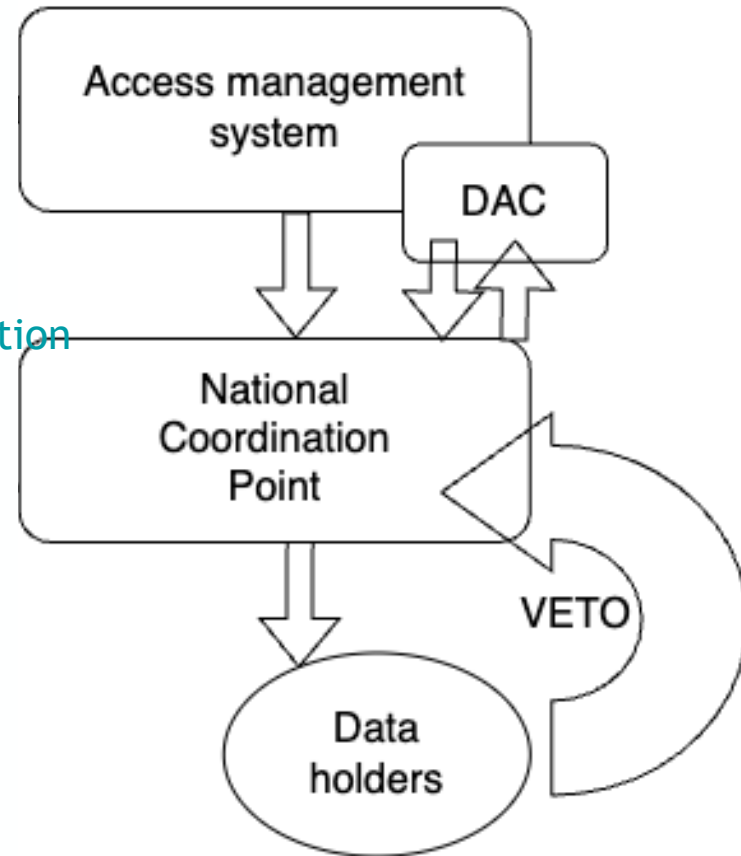 Access management
system
DAC
tion
National
Coordination
Point
VETO
Data
holders